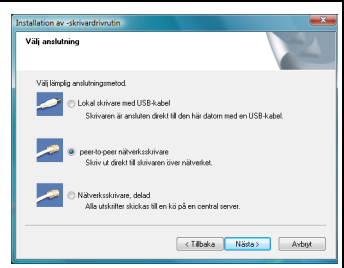 Installation av -skrivardrivrutin
Välj anslutning
Välj lämplig anslutningsmetod.
Lokal skrivare med USB-kabel
Skrivaren är ansluten direkt till den här datorn med en USB-kabel.
peer-to-peer nätverksskrivare
Skriv ut direkt till skrivaren över nätverket.
Nätverksskrivare, delad
Alla utskrifter skickas till en kö på en central server.
< Tillbaka Nästa > Avbryt